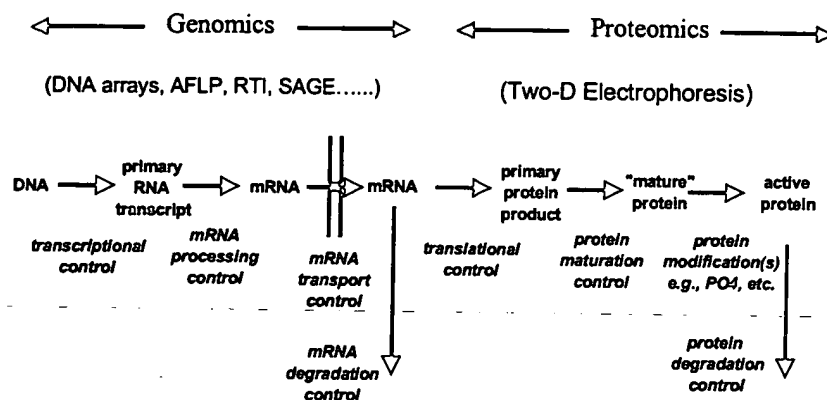 Genomics
Proteomics
(DNA arrays, AFLP, RTI, SAGE......)
(Two-D Electrophoresis)
DNA
primary
RNA
transcript
mRNA
mRNA
primary
protein
product
"mature"
protein
active
protein
transcriptional
control
mRNA
processing
control
mRNA
transport
control
translational
control
protein
maturation
control
protein
modification(s)
e.g., PO4, etc.
mRNA
degradation
control
protein
degradation
control